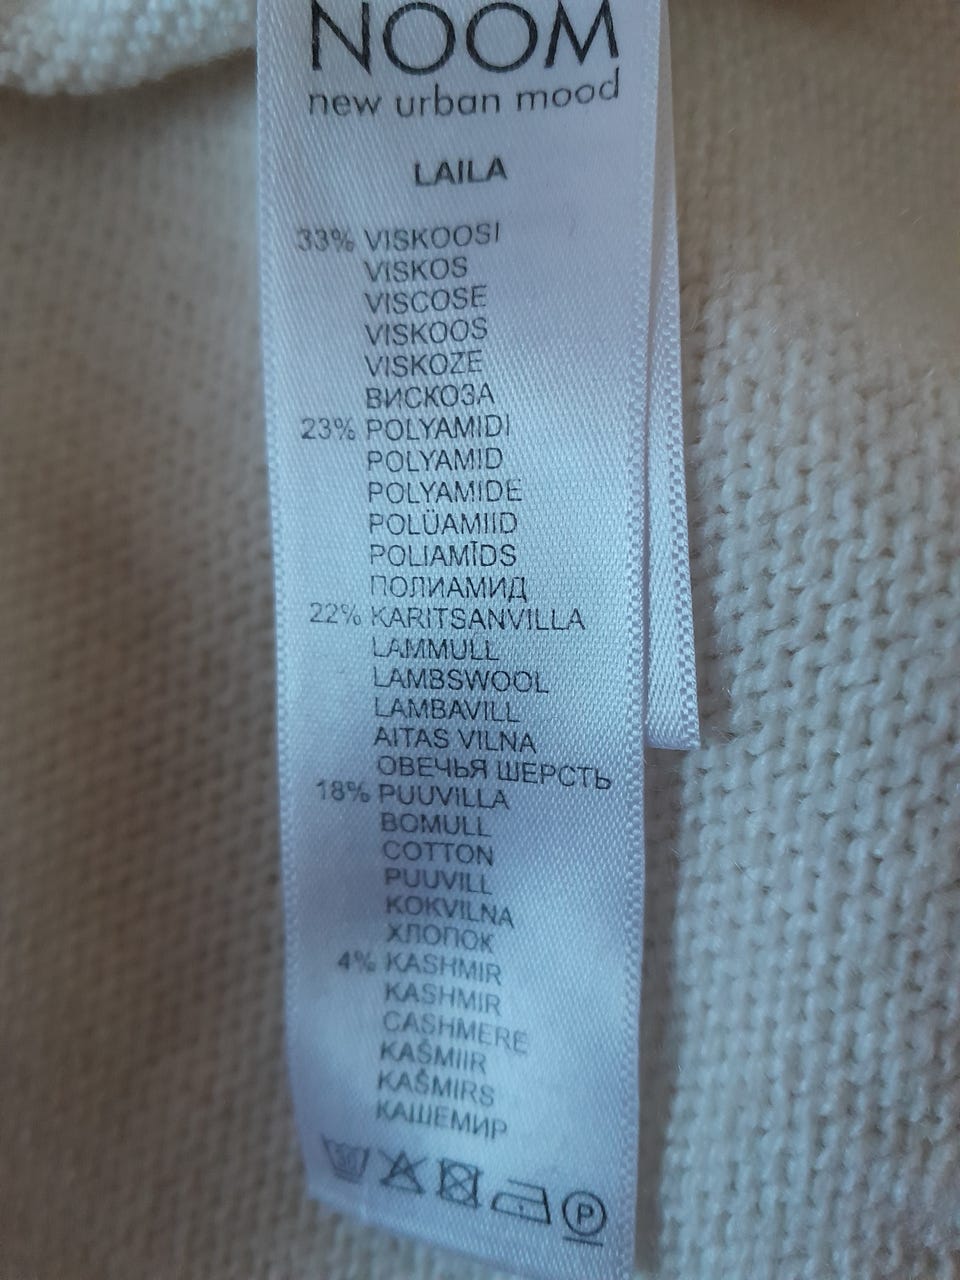 NOOM
new urban mood
LAILA
33% VISKOOSI
VISKOS
VISCOSE
VISKOOS
VISKOZE
ВИСКОЗА
23% POLYAMIDI
POLYAMID
POLYAMIDE
POLÜAMIID
POLIAMĪDS
ПОЛИАМИД
22% KARITSANVILLA
LAMMULL
LAMBSWOOL
LAMBAVILL
AITAS VILNA
ОВЕЧЬЯ ШЕРСТЬ
18% PUUVILLA
BOMULL
COTTON
PUUVILL
KOKVILNA
ХЛОПОК
4% KASHMIR
KASHMIR
CASHMERE
KAŠMIIR
KAŠMIRS
КАШЕМИР
30 P